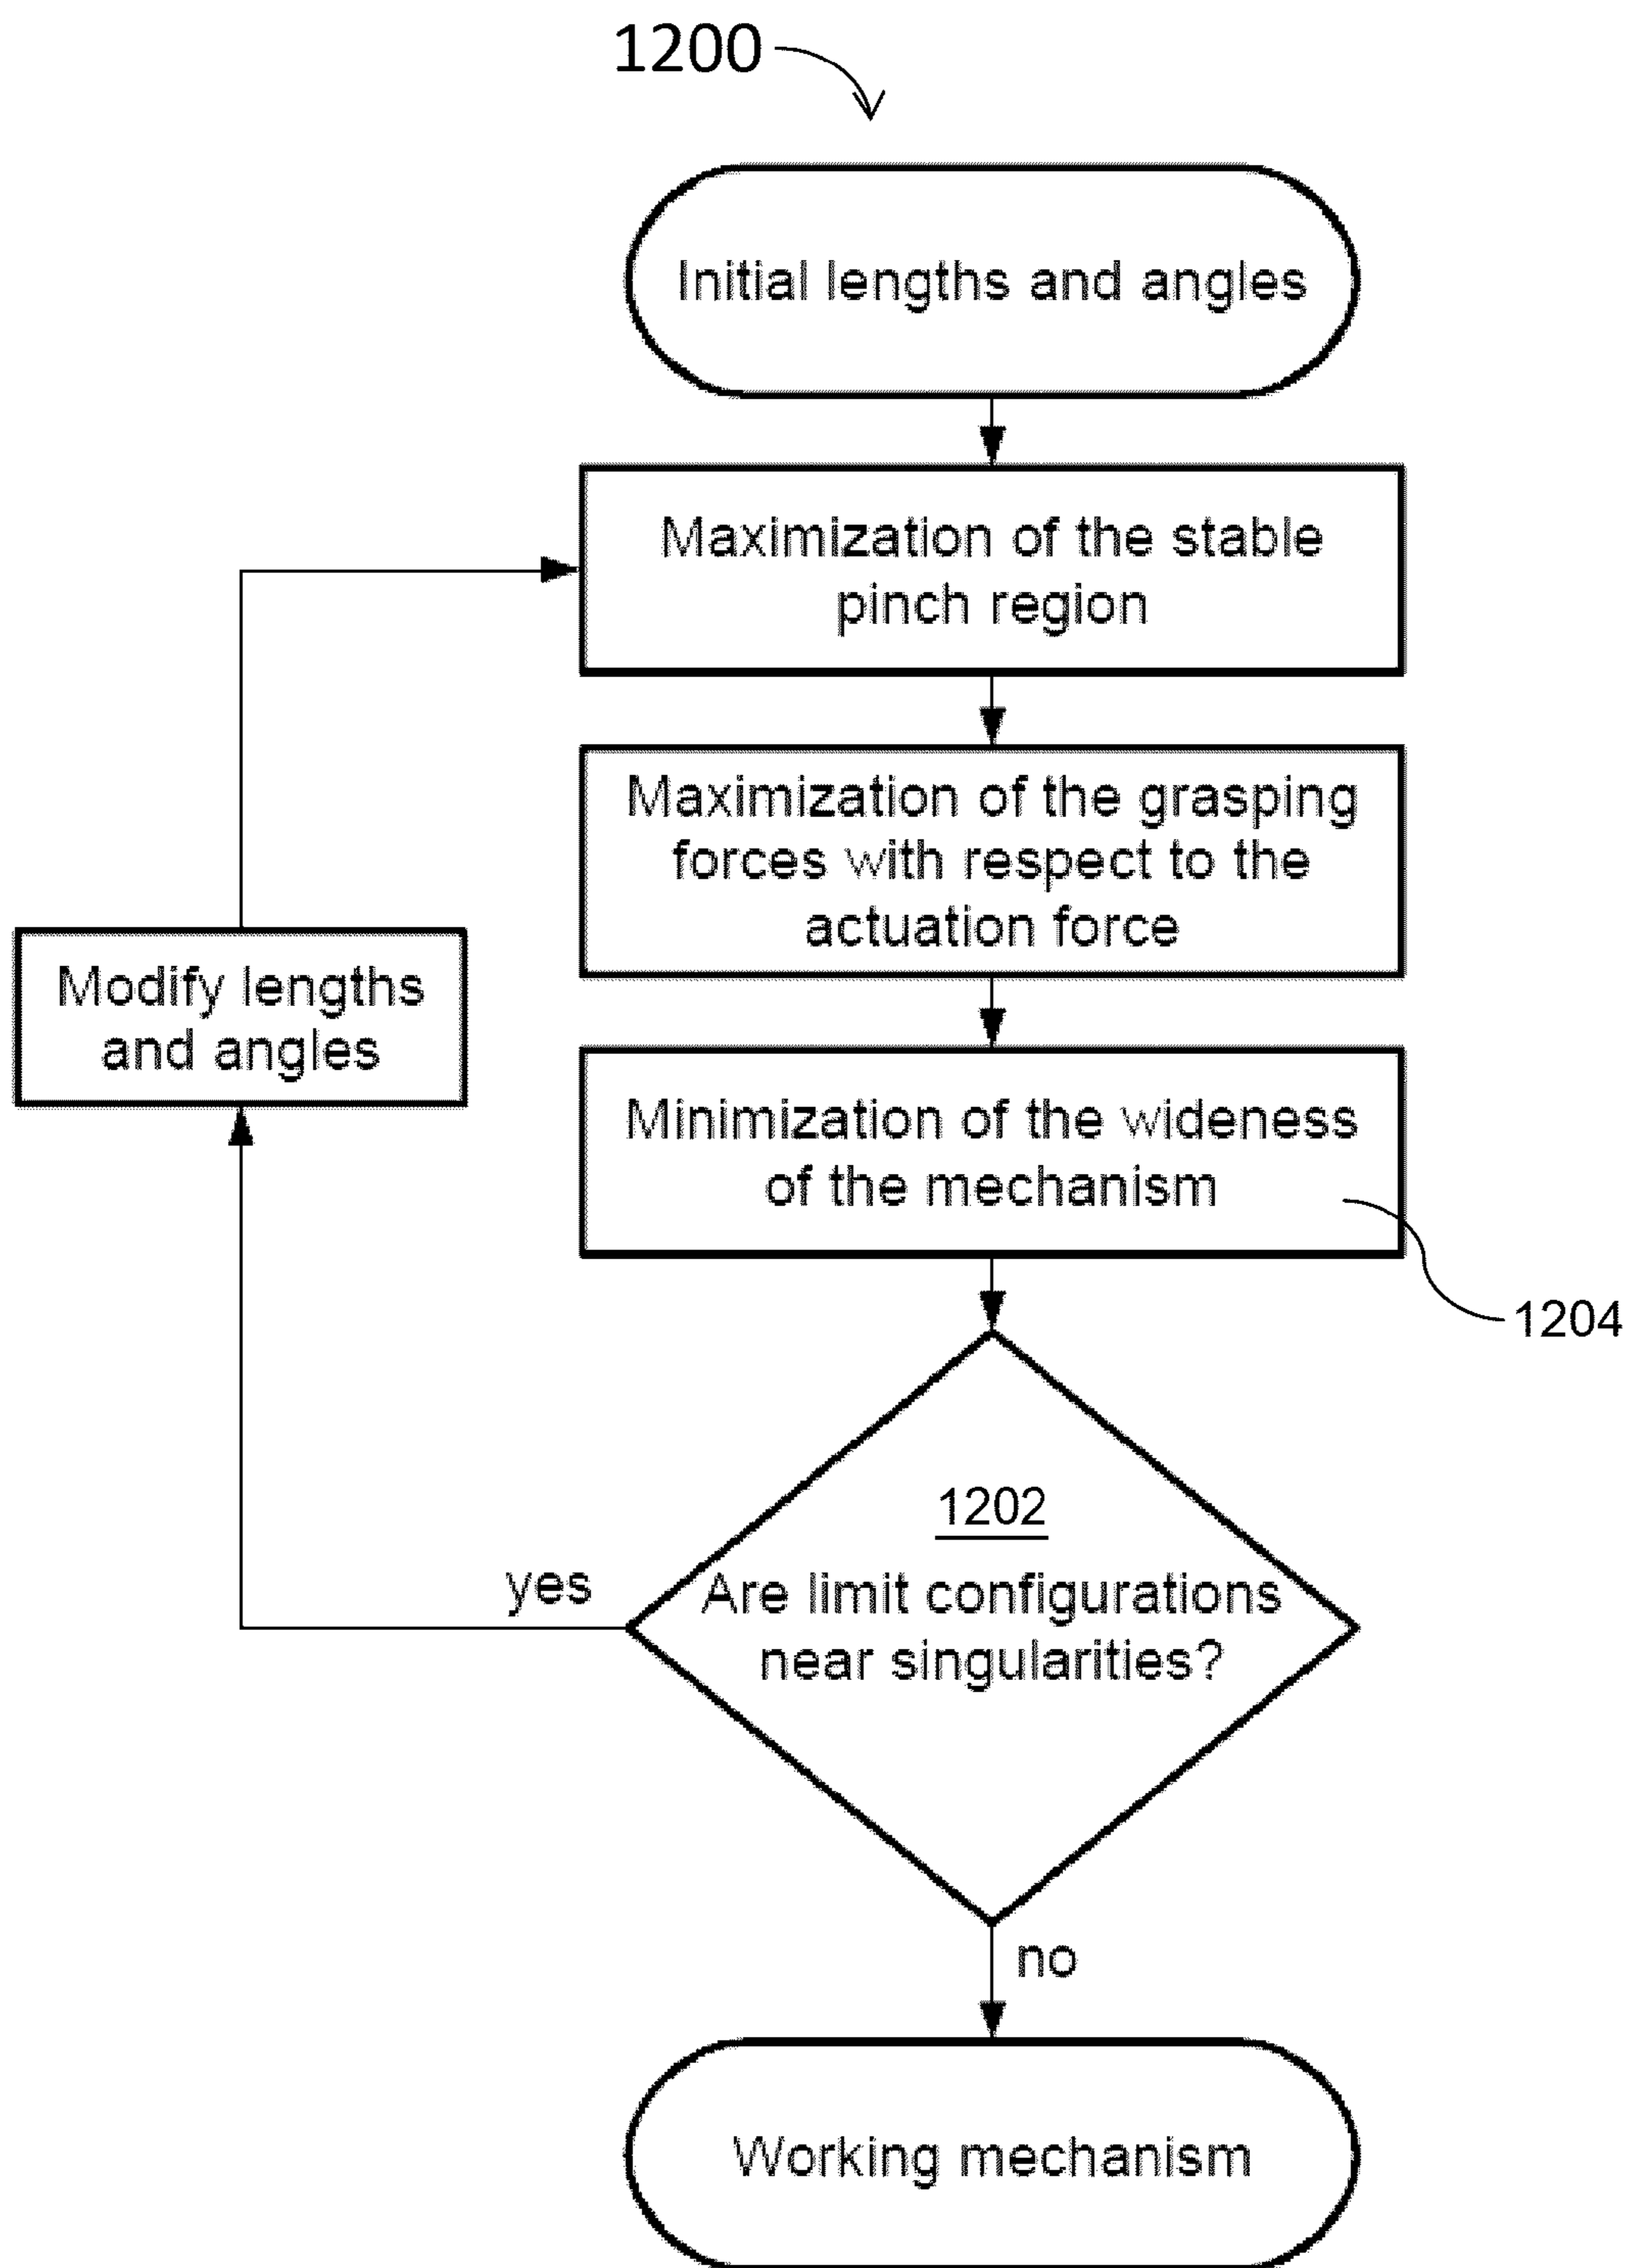 1200
Initial lengths and angles
Maximization of the stable
pinch region
Maximization of the grasping
forces with respect to the
actuation force
Modify lengths
and angles
Minimization of the wideness
of the mechanism
1204
1202
yes
Are limit configurations
near singularities?
no
Working mechanism